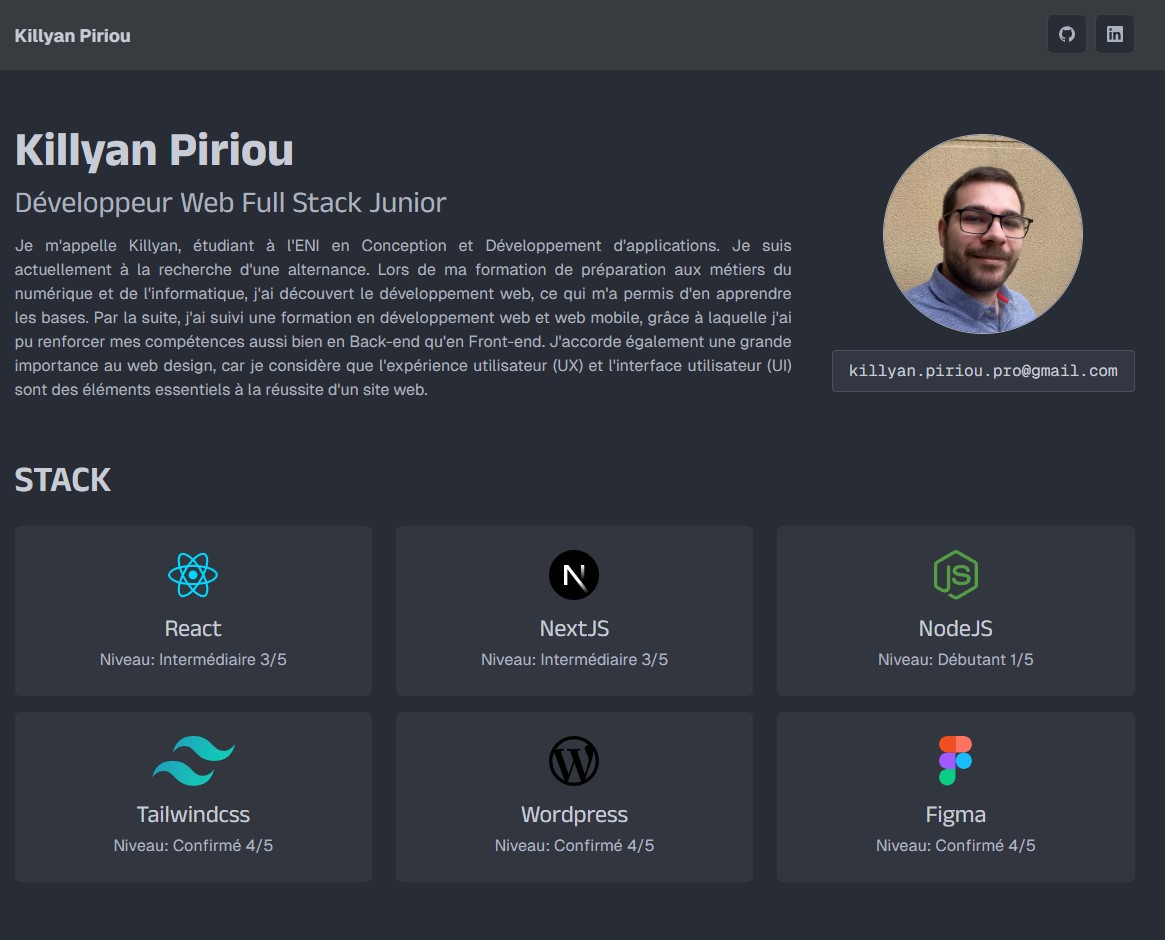 Killyan Piriou
Killyan Piriou
Développeur Web Full Stack Junior
Je m'appelle Killyan, étudiant à l'ENI en Conception et Développement d'applications. Je suis
actuellement à la recherche d'une alternance. Lors de ma formation de préparation aux métiers du
numérique et de l'informatique, j'ai découvert le développement web, ce qui m'a permis d'en apprendre
les bases. Par la suite, j'ai suivi une formation en développement web et web mobile, grâce à laquelle j'ai
pu renforcer mes compétences aussi bien en Back-end qu'en Front-end. J'accorde également une grande
importance au web design, car je considère que l'expérience utilisateur (UX) et l'interface utilisateur (UI)
sont des éléments essentiels à la réussite d'un site web.
killyan.piriou.pro@gmail.com
STACK
React
Niveau: Intermédiaire 3/5
N
NextJS
Niveau: Intermédiaire 3/5
JS
NodeJS
Niveau: Débutant 1/5
Tailwindcss
Niveau: Confirmé 4/5
W
Wordpress
Niveau: Confirmé 4/5
Figma
Niveau: Confirmé 4/5